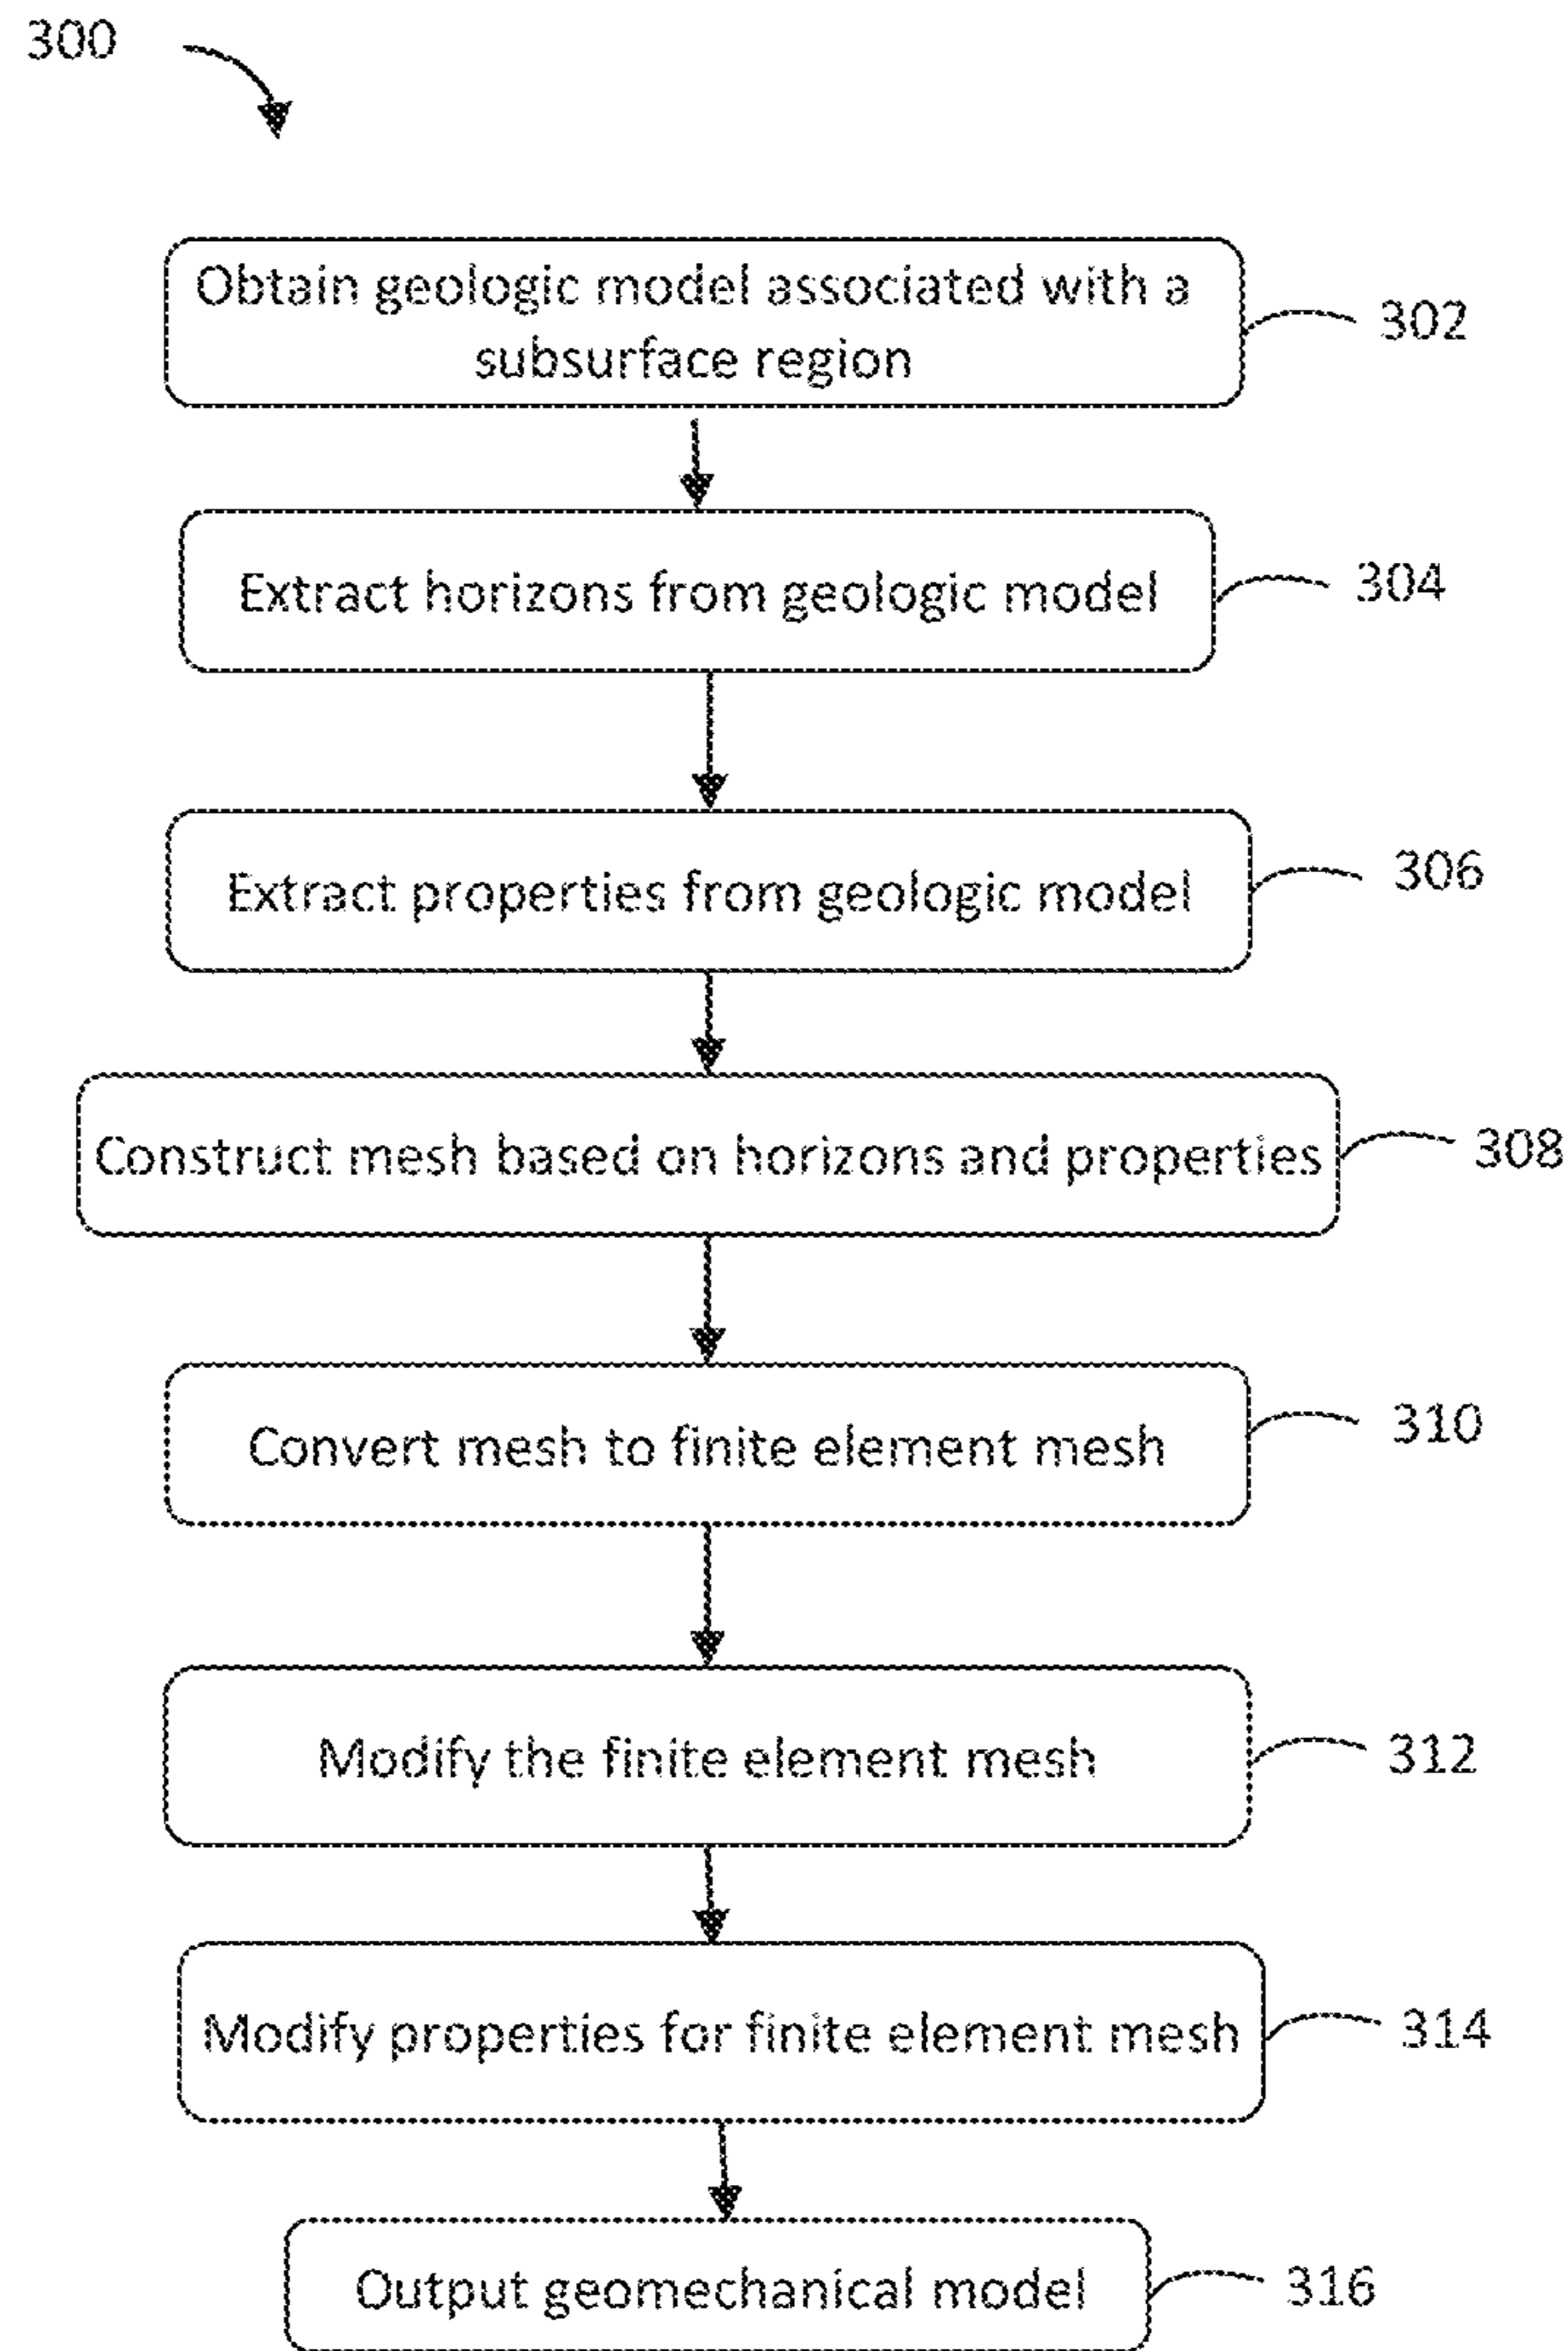 300
Obtain geologic model associated with a
subsurface region
302
Extract horizons from geologic model
304
Extract properties from geologic model
306
Construct mesh based on horizons and properties
308
Convert mesh to finite element mesh
310
Modify the finite element mesh
312
Modify properties for finite element mesh
314
Output geomechanical model
316